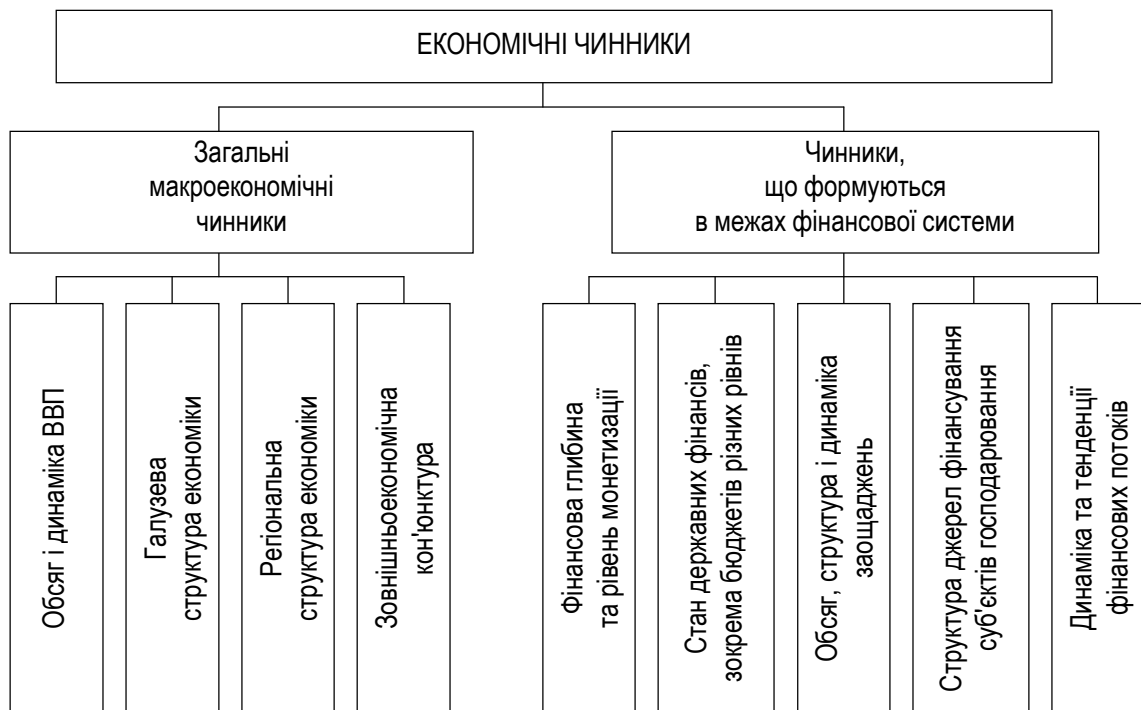 ЕКОНОМІЧНІ ЧИННИКИ
Загальні
макроекономічні
чинники
Чинники,
що формуються
в межах фінансової системи
Обсяг і динаміка ВВП
Галузева
структура економіки
Регіональна
структура економіки
Зовнішньоекономічна
кон'юнктура
Фінансова глибина
та рівень монетизації
Стан державних фінансів,
зокрема бюджетів різних рівнів
Обсяг, структура і динаміка
заощаджень
Структура джерел фінансування
суб'єктів господарювання
Динаміка та тенденції
фінансових потоків